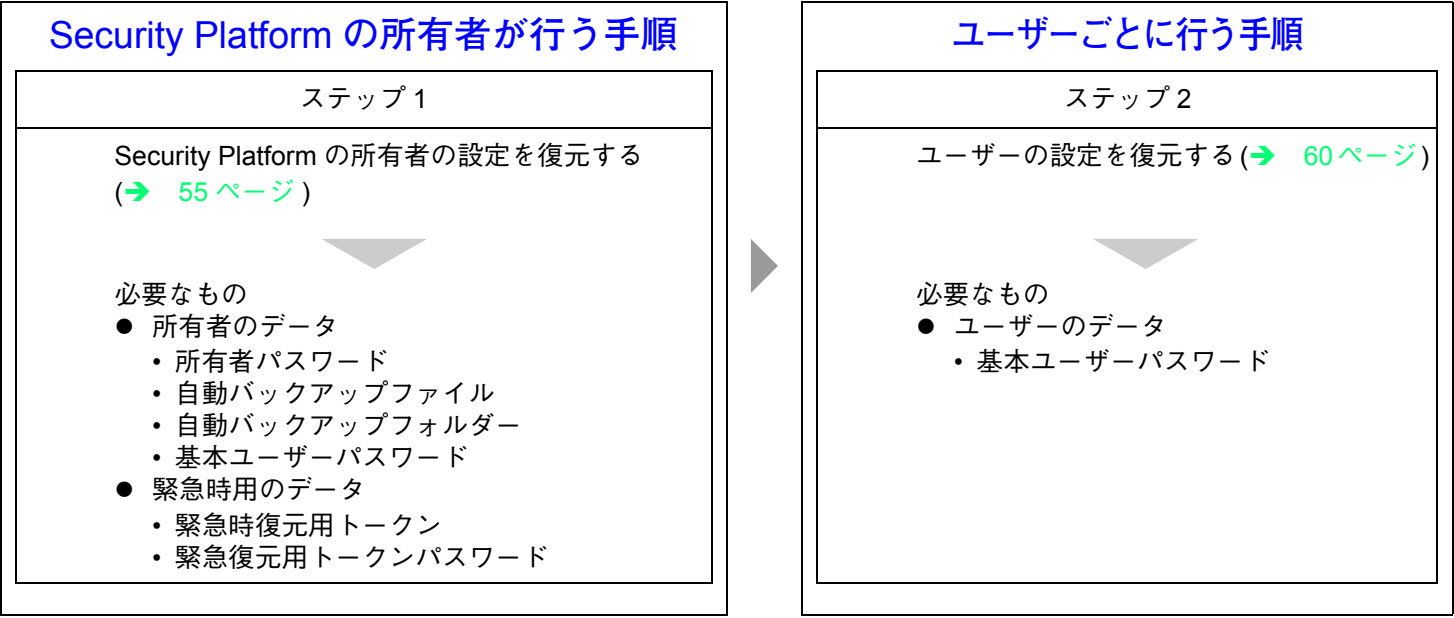 Security Platform の所有者が行う手順
ステップ 1
Security Platform の所有者の設定を復元する
(➔ 55 ページ )
必要なもの
● 所有者のデータ
• 所有者パスワード
• 自動バックアップファイル
• 自動バックアップフォルダー
• 基本ユーザーパスワード
● 緊急時用のデータ
• 緊急時復元用トークン
• 緊急復元用トークンパスワード
ユーザーごとに行う手順
ステップ 2
ユーザーの設定を復元する (➔ 60 ページ )
必要なもの
● ユーザーのデータ
• 基本ユーザーパスワード